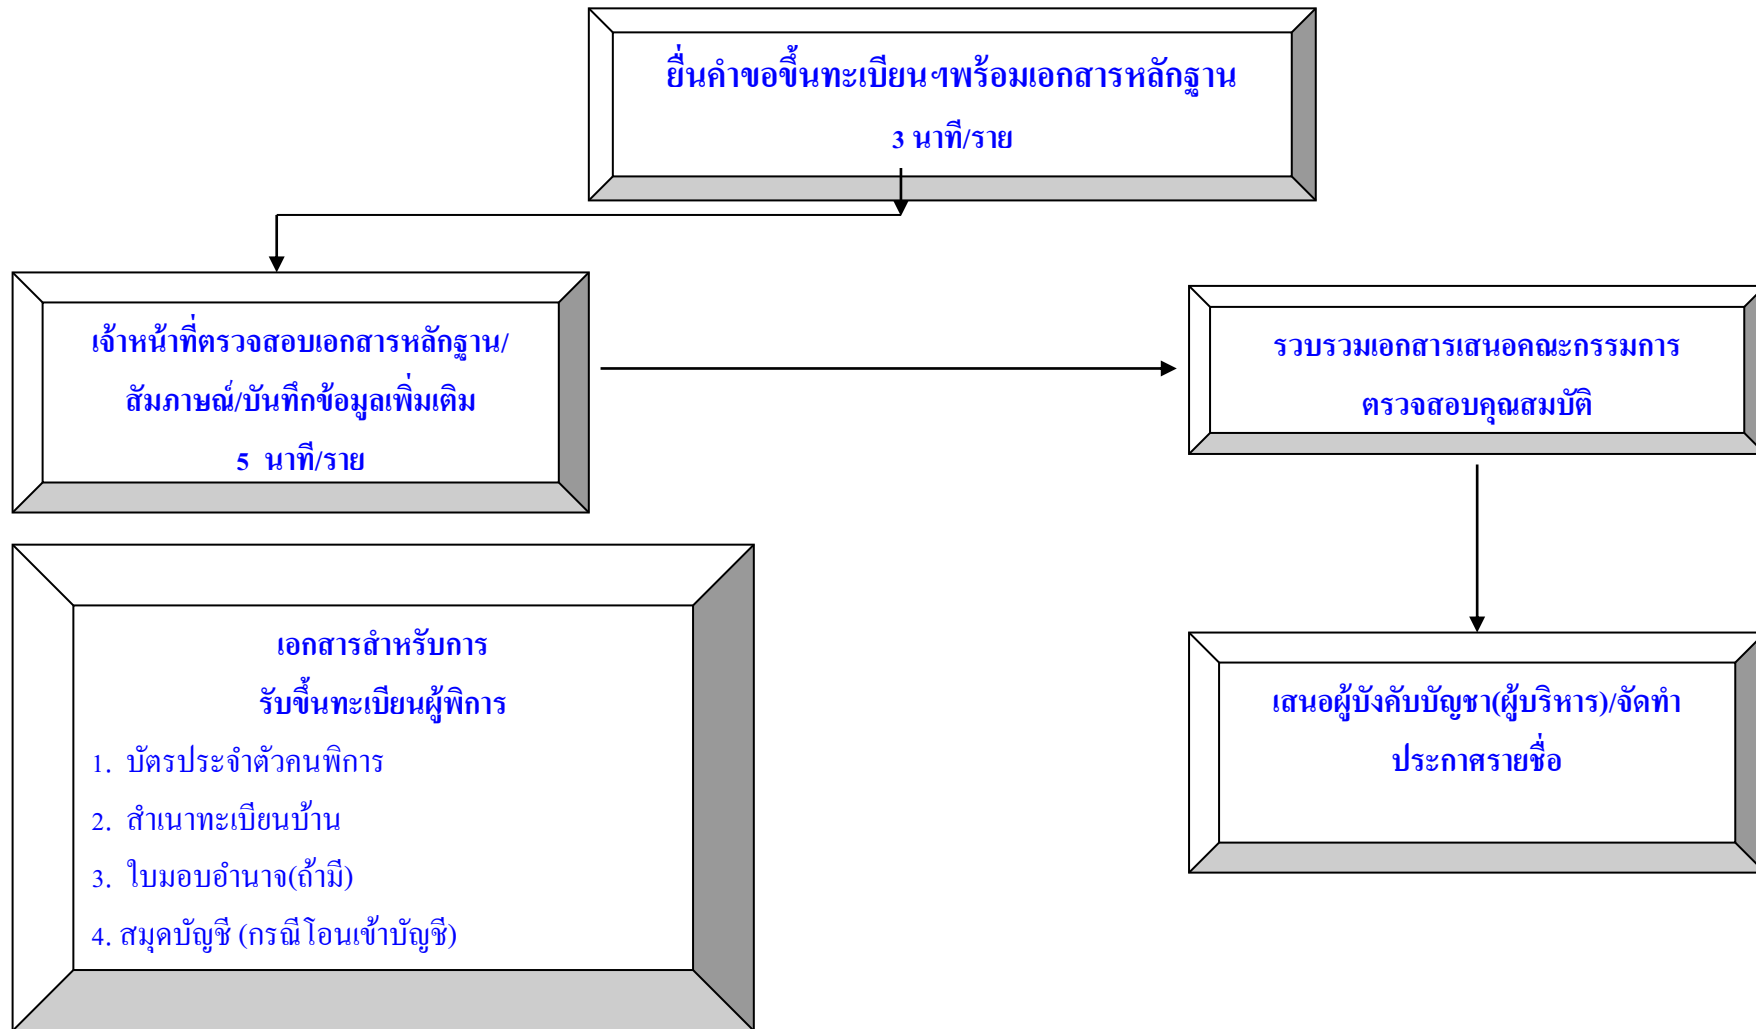 ยื่นคำขอขึ้นทะเบียนฯพร้อมเอกสารหลักฐาน
3 นาที/ราย
เจ้าหน้าที่ตรวจสอบเอกสารหลักฐาน/
สัมภาษณ์/บันทึกข้อมูลเพิ่มเติม
5 นาที/ราย
รวบรวมเอกสารเสนอคณะกรรมการ
ตรวจสอบคุณสมบัติ
เอกสารสำหรับการ
รับขึ้นทะเบียนผู้พิการ
1. บัตรประจำตัวคนพิการ
2. สำเนาทะเบียนบ้าน
3. ใบมอบอำนาจ(ถ้ามี)
4. สมุดบัญชี (กรณีโอนเข้าบัญชี)
เสนอผู้บังคับบัญชา(ผู้บริหาร)/จัดทำ
ประกาศรายชื่อ